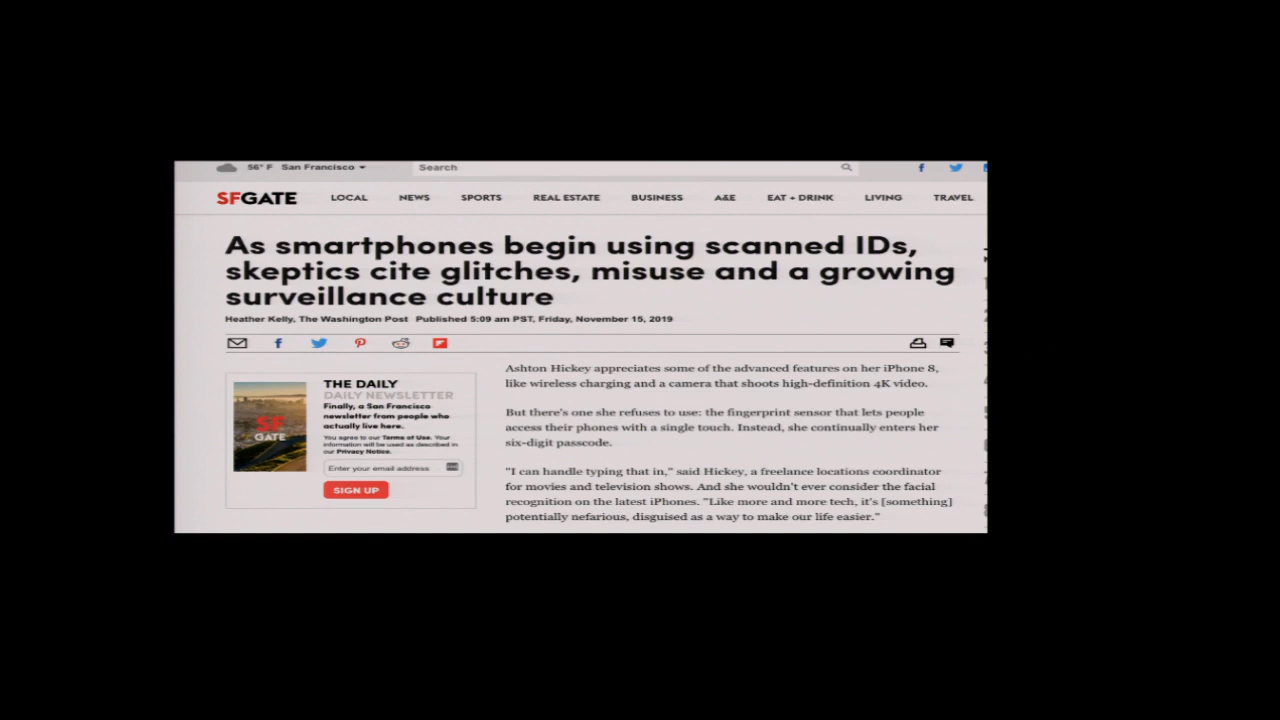 56° F San Francisco
Search
SFGATE
LOCAL NEWS SPORTS REAL ESTATE BUSINESS A&E EAT + DRINK LIVING TRAVEL
As smartphones begin using scanned IDs,
skeptics cite glitches, misuse and a growing
surveillance culture
Heather Kelly, The Washington Post Published 5:09 am PST, Friday, November 15, 2019
SF
GATE
THE DAILY
DAILY NEWSLETTER
Finally, a San Francisco
newsletter from people who
actually live here.
You agree to our Terms of Use. Your
information will be used as described in
our Privacy Notice.
Enter your email address
SIGN UP
Ashton Hickey appreciates some of the advanced features on her iPhone 8,
like wireless charging and a camera that shoots high-definition 4K video.
But there's one she refuses to use: the fingerprint sensor that lets people
access their phones with a single touch. Instead, she continually enters her
six-digit passcode.
"I can handle typing that in," said Hickey, a freelance locations coordinator
for movies and television shows. And she wouldn't ever consider the facial
recognition on the latest iPhones. "Like more and more tech, it's [something]
potentially nefarious, disguised as a way to make our life easier."